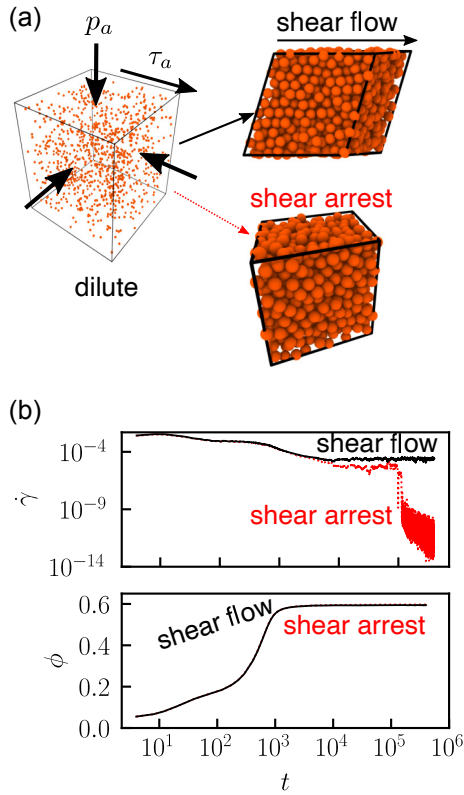 (a)
p_a
τ_a
shear flow
shear arrest
dilute
(b)
10^{-4}
10^{-9}
10^{-14}
γ̇
shear flow
shear arrest
0.6
0.4
0.2
0.0
ϕ
shear flow
shear arrest
10^1 10^2 10^3 10^4 10^5 10^6
t